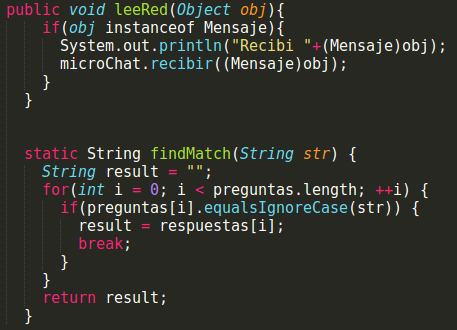 public void leeRed(Object obj){
if(obj instanceof Mensaje){
System.out.println("Recibi "+(Mensaje)obj);
microChat.recibir((Mensaje)obj);
}
}
static String findMatch(String str) {
String result = "";
for(int i = 0; i < preguntas.length; ++i) {
if(preguntas[i].equalsIgnoreCase(str)) {
result = respuestas[i];
break;
}
}
return result;
}